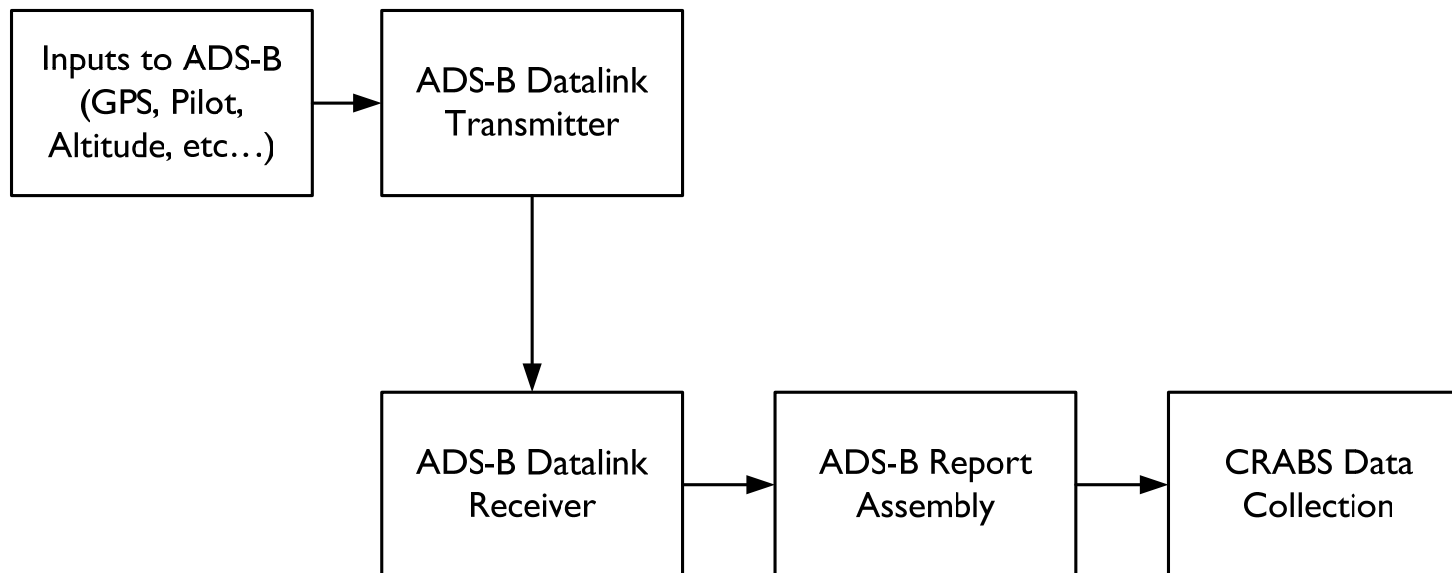 Inputs to ADS-B
(GPS, Pilot,
Altitude, etc…)
ADS-B Datalink
Transmitter
ADS-B Datalink
Receiver
ADS-B Report
Assembly
CRABS Data
Collection